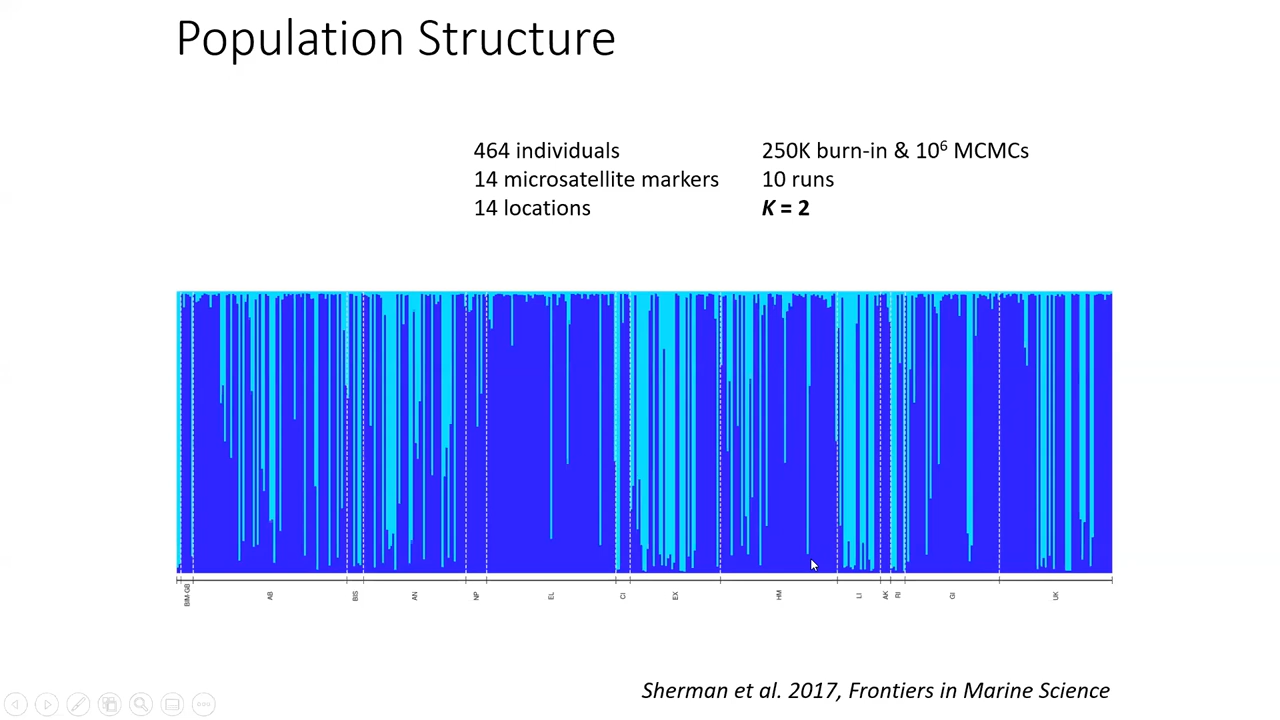 Population Structure
464 individuals
14 microsatellite markers
14 locations
250K burn-in & 10⁶ MCMCs
10 runs
K = 2
BIM-GB
AB
BIS
AN
NP
EL
CI
EX
HM
LI
AK
RI
GI
UK
Sherman et al. 2017, Frontiers in Marine Science